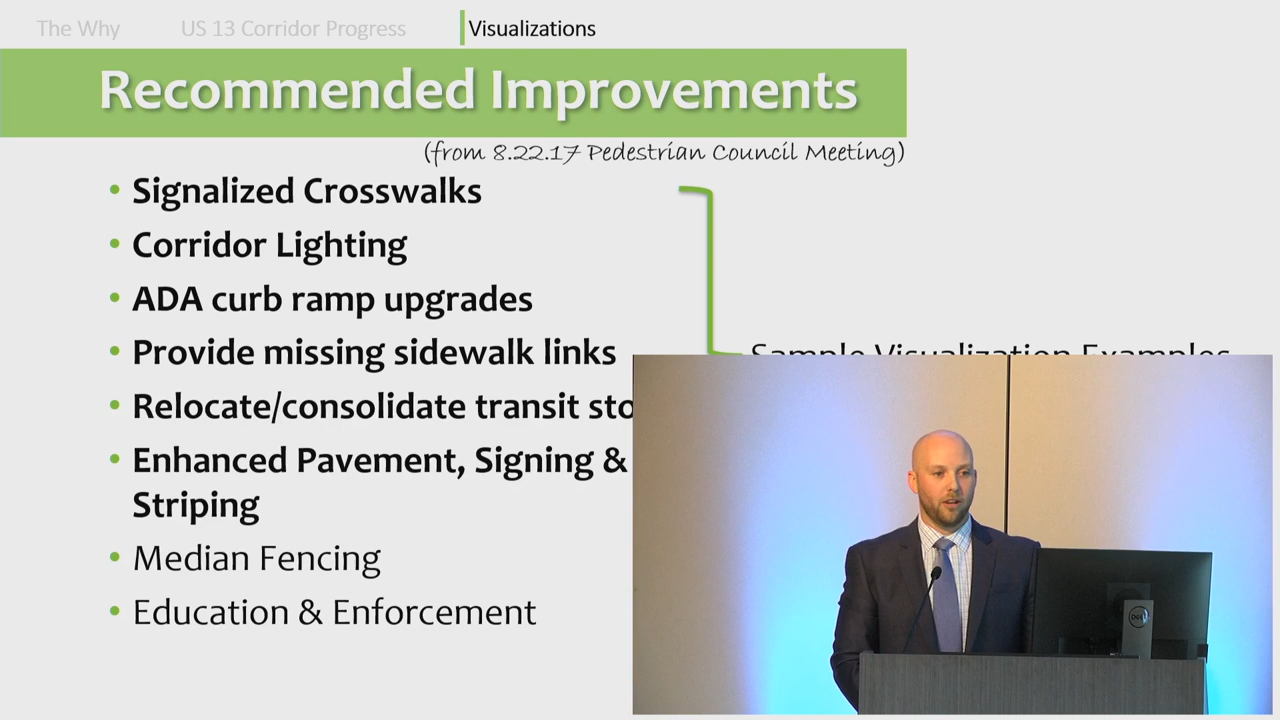 The Why US 13 Corridor Progress Visualizations
Recommended Improvements
(from 8.22.17 Pedestrian Council Meeting)
• Signalized Crosswalks
• Corridor Lighting
• ADA curb ramp upgrades
• Provide missing sidewalk links
Sample Visualization Examples
• Relocate/consolidate transit sto
• Enhanced Pavement, Signing &
Striping
• Median Fencing
• Education & Enforcement
DELL